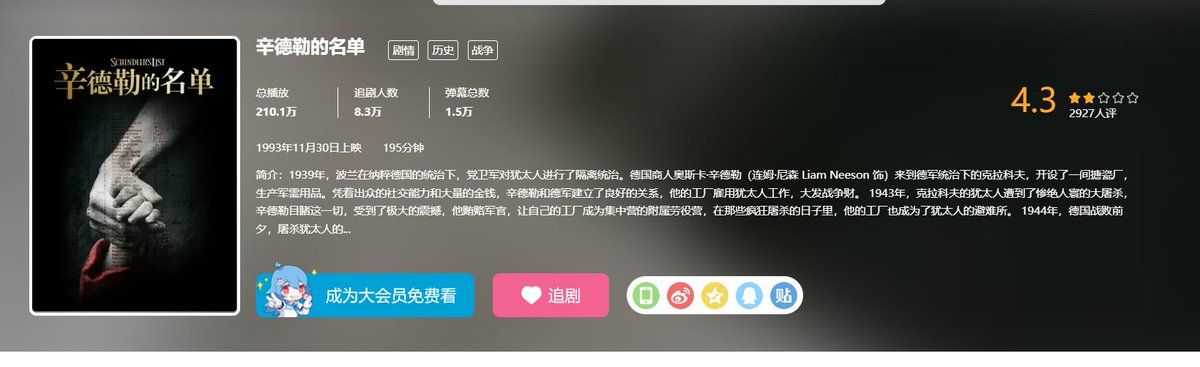 SCHINDLER'S LIST
辛德勒的名单
辛德勒的名单 剧情 历史 战争
总播放 追剧人数 弹幕总数
210.1万 8.3万 1.5万
4.3
2927人评
1993年11月30日上映 195分钟
简介：1939年，波兰在纳粹德国的统治下，党卫军对犹太人进行了隔离统治。德国商人奥斯卡·辛德勒（连姆·尼森 Liam Neeson 饰）来到德军统治下的克拉科夫，开设了一间搪瓷厂，
生产军需用品。凭着出众的社交能力和大量的金钱，辛德勒和德军建立了良好的关系，他的工厂雇用犹太人工作，大发战争财。 1943年，克拉科夫的犹太人遭到了惨绝人寰的大屠杀，
辛德勒目睹这一切，受到了极大的震撼，他贿赂军官，让自己的工厂成为集中营的附属劳役营，在那些疯狂屠杀的日子里，他的工厂也成为了犹太人的避难所。 1944年，德国战败前
夕，屠杀犹太人的...
成为大会员免费看 追剧 贴